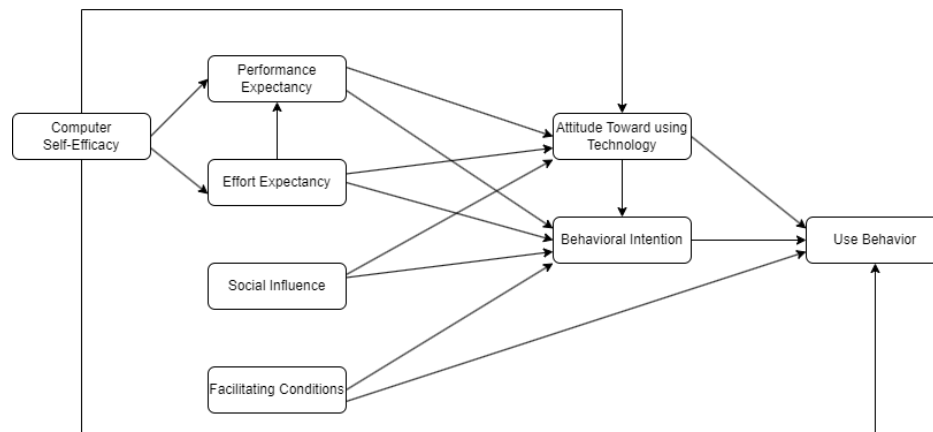 Performance
Expectancy
Computer
Self-Efficacy
Attitude Toward using
Technology
Effort Expectancy
Behavioral Intention
Use Behavior
Social Influence
Facilitating Conditions